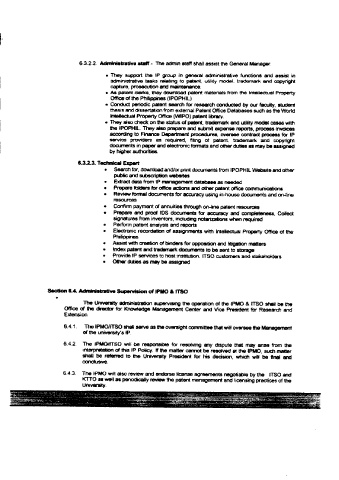 6.3.2.2. Administrative staff - The admin staff shall assist the General Manager
• They support the IP group in general administrative functions and assist in
administrative tasks relating to patent, utility model, trademark and copyright
capture, prosecution and maintenance.
• As patent clerks, they download patent materials from the Intellectual Property
Office of the Philippines (IPOPHIL)
• Conduct periodic patent search for research conducted by our faculty, student
thesis and dissertation from external Patent Office Databases such as the World
Intellectual Property Office (WIPO) patent library.
• They also check on the status of patent, trademark and utility model cases with
the IPOPHIL. They also prepare and submit expense reports, process invoices
according to Finance Department procedures, oversee contract process for IP
service providers as required, filing of patent, trademark and copyright
documents in paper and electronic formats and other duties as may be assigned
by higher authorities.
6.3.2.3. Technical Expert
• Search for, download and/or print documents from IPOPHIL Website and other
public and subscription websites
• Extract data from IP management database as needed
• Prepare folders for office actions and other patent office communications
• Review formal documents for accuracy using in-house documents and on-line
resources
• Confirm payment of annuities through on-line patent resources
• Prepare and proof IDS documents for accuracy and completeness, Collect
signatures from inventors, including notarizations when required
• Perform patent analysis and reports
• Electronic recordation of assignments with Intellectual Property Office of the
Philippines
• Assist with creation of binders for opposition and litigation matters
• Index patent and trademark documents to be sent to storage
• Provide IP services to host institution, ITSO customers and stakeholders
• Other duties as may be assigned
Section 6.4. Administrative Supervision of IPMO & ITSO
•
The University administration supervising the operation of the IPMO & ITSO shall be the
Office of the director for Knowledge Management Center and Vice President for Research and
Extension
6.4.1. The IPMO/ITSO shall serve as the oversight committee that will oversee the Management
of the university's IP.
6.4.2. The IPMO/ITSO will be responsible for resolving any dispute that may arise from the
interpretation of this IP Policy. If the matter cannot be resolved at the IPMO, such matter
shall be referred to the University President for his decision, which will be final and
conclusive.
6.4.3. The IPMO will also review and endorse license agreements negotiable by the ITSO and
KTTO as well as periodically review the patent management and licensing practices of the
University.